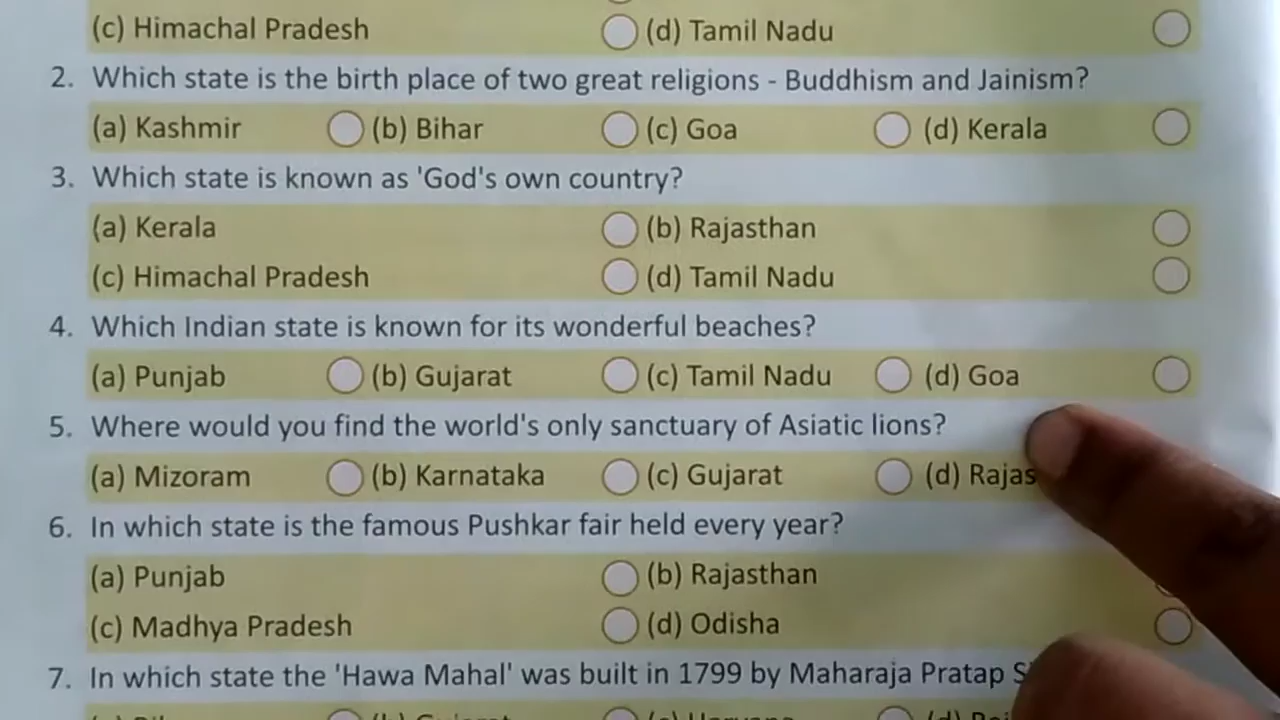 (c) Himachal Pradesh (d) Tamil Nadu
2. Which state is the birth place of two great religions - Buddhism and Jainism?
(a) Kashmir (b) Bihar (c) Goa (d) Kerala
3. Which state is known as 'God's own country?
(a) Kerala (b) Rajasthan
(c) Himachal Pradesh (d) Tamil Nadu
4. Which Indian state is known for its wonderful beaches?
(a) Punjab (b) Gujarat (c) Tamil Nadu (d) Goa
5. Where would you find the world's only sanctuary of Asiatic lions?
(a) Mizoram (b) Karnataka (c) Gujarat (d) Rajas
6. In which state is the famous Pushkar fair held every year?
(a) Punjab (b) Rajasthan
(c) Madhya Pradesh (d) Odisha
7. In which state the 'Hawa Mahal' was built in 1799 by Maharaja Pratap S